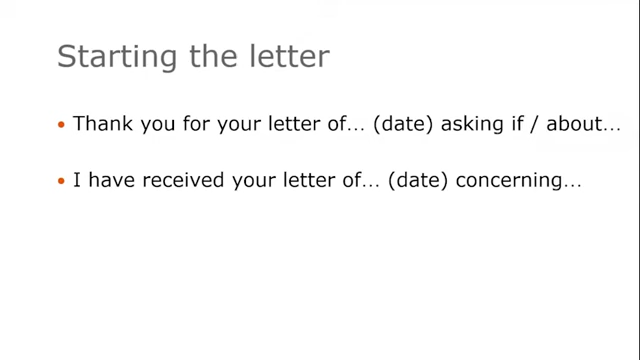 Starting the letter
• Thank you for your letter of... (date) asking if / about...
• I have received your letter of... (date) concerning...